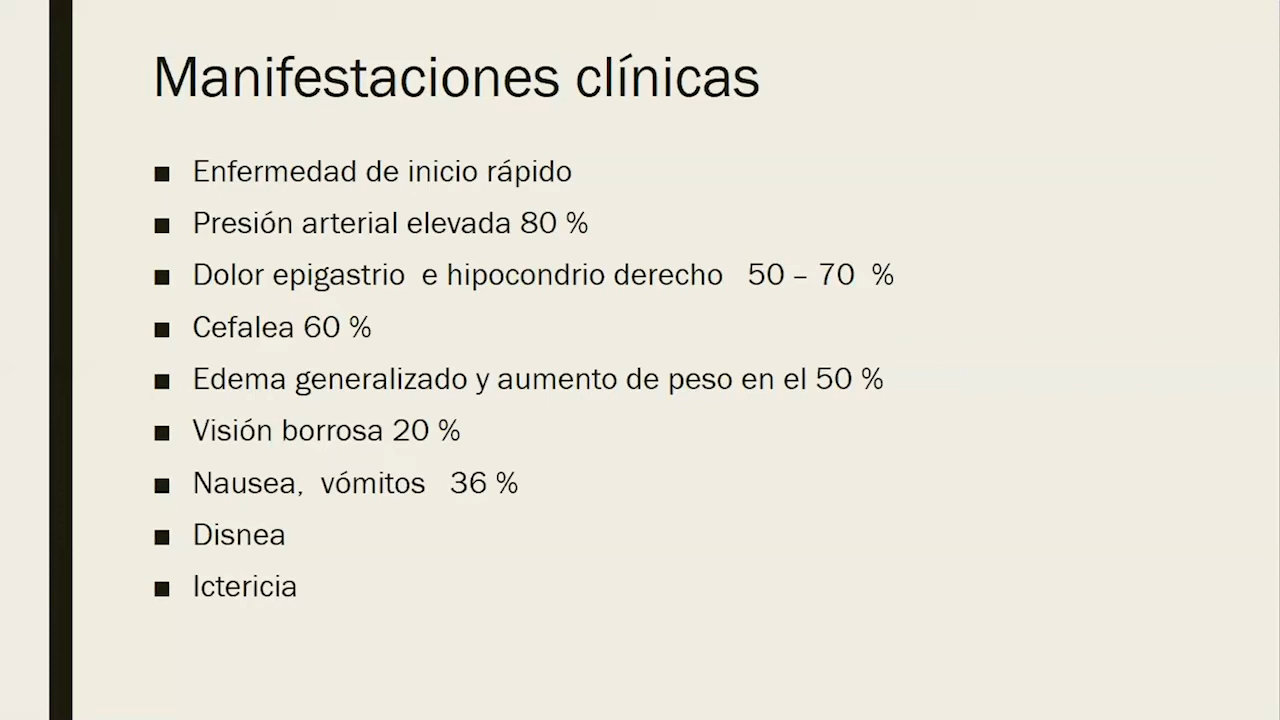 Manifestaciones clínicas
■ Enfermedad de inicio rápido
■ Presión arterial elevada 80 %
■ Dolor epigastrio e hipocondrio derecho 50 – 70 %
■ Cefalea 60 %
■ Edema generalizado y aumento de peso en el 50 %
■ Visión borrosa 20 %
■ Nausea, vómitos 36 %
■ Disnea
■ Ictericia